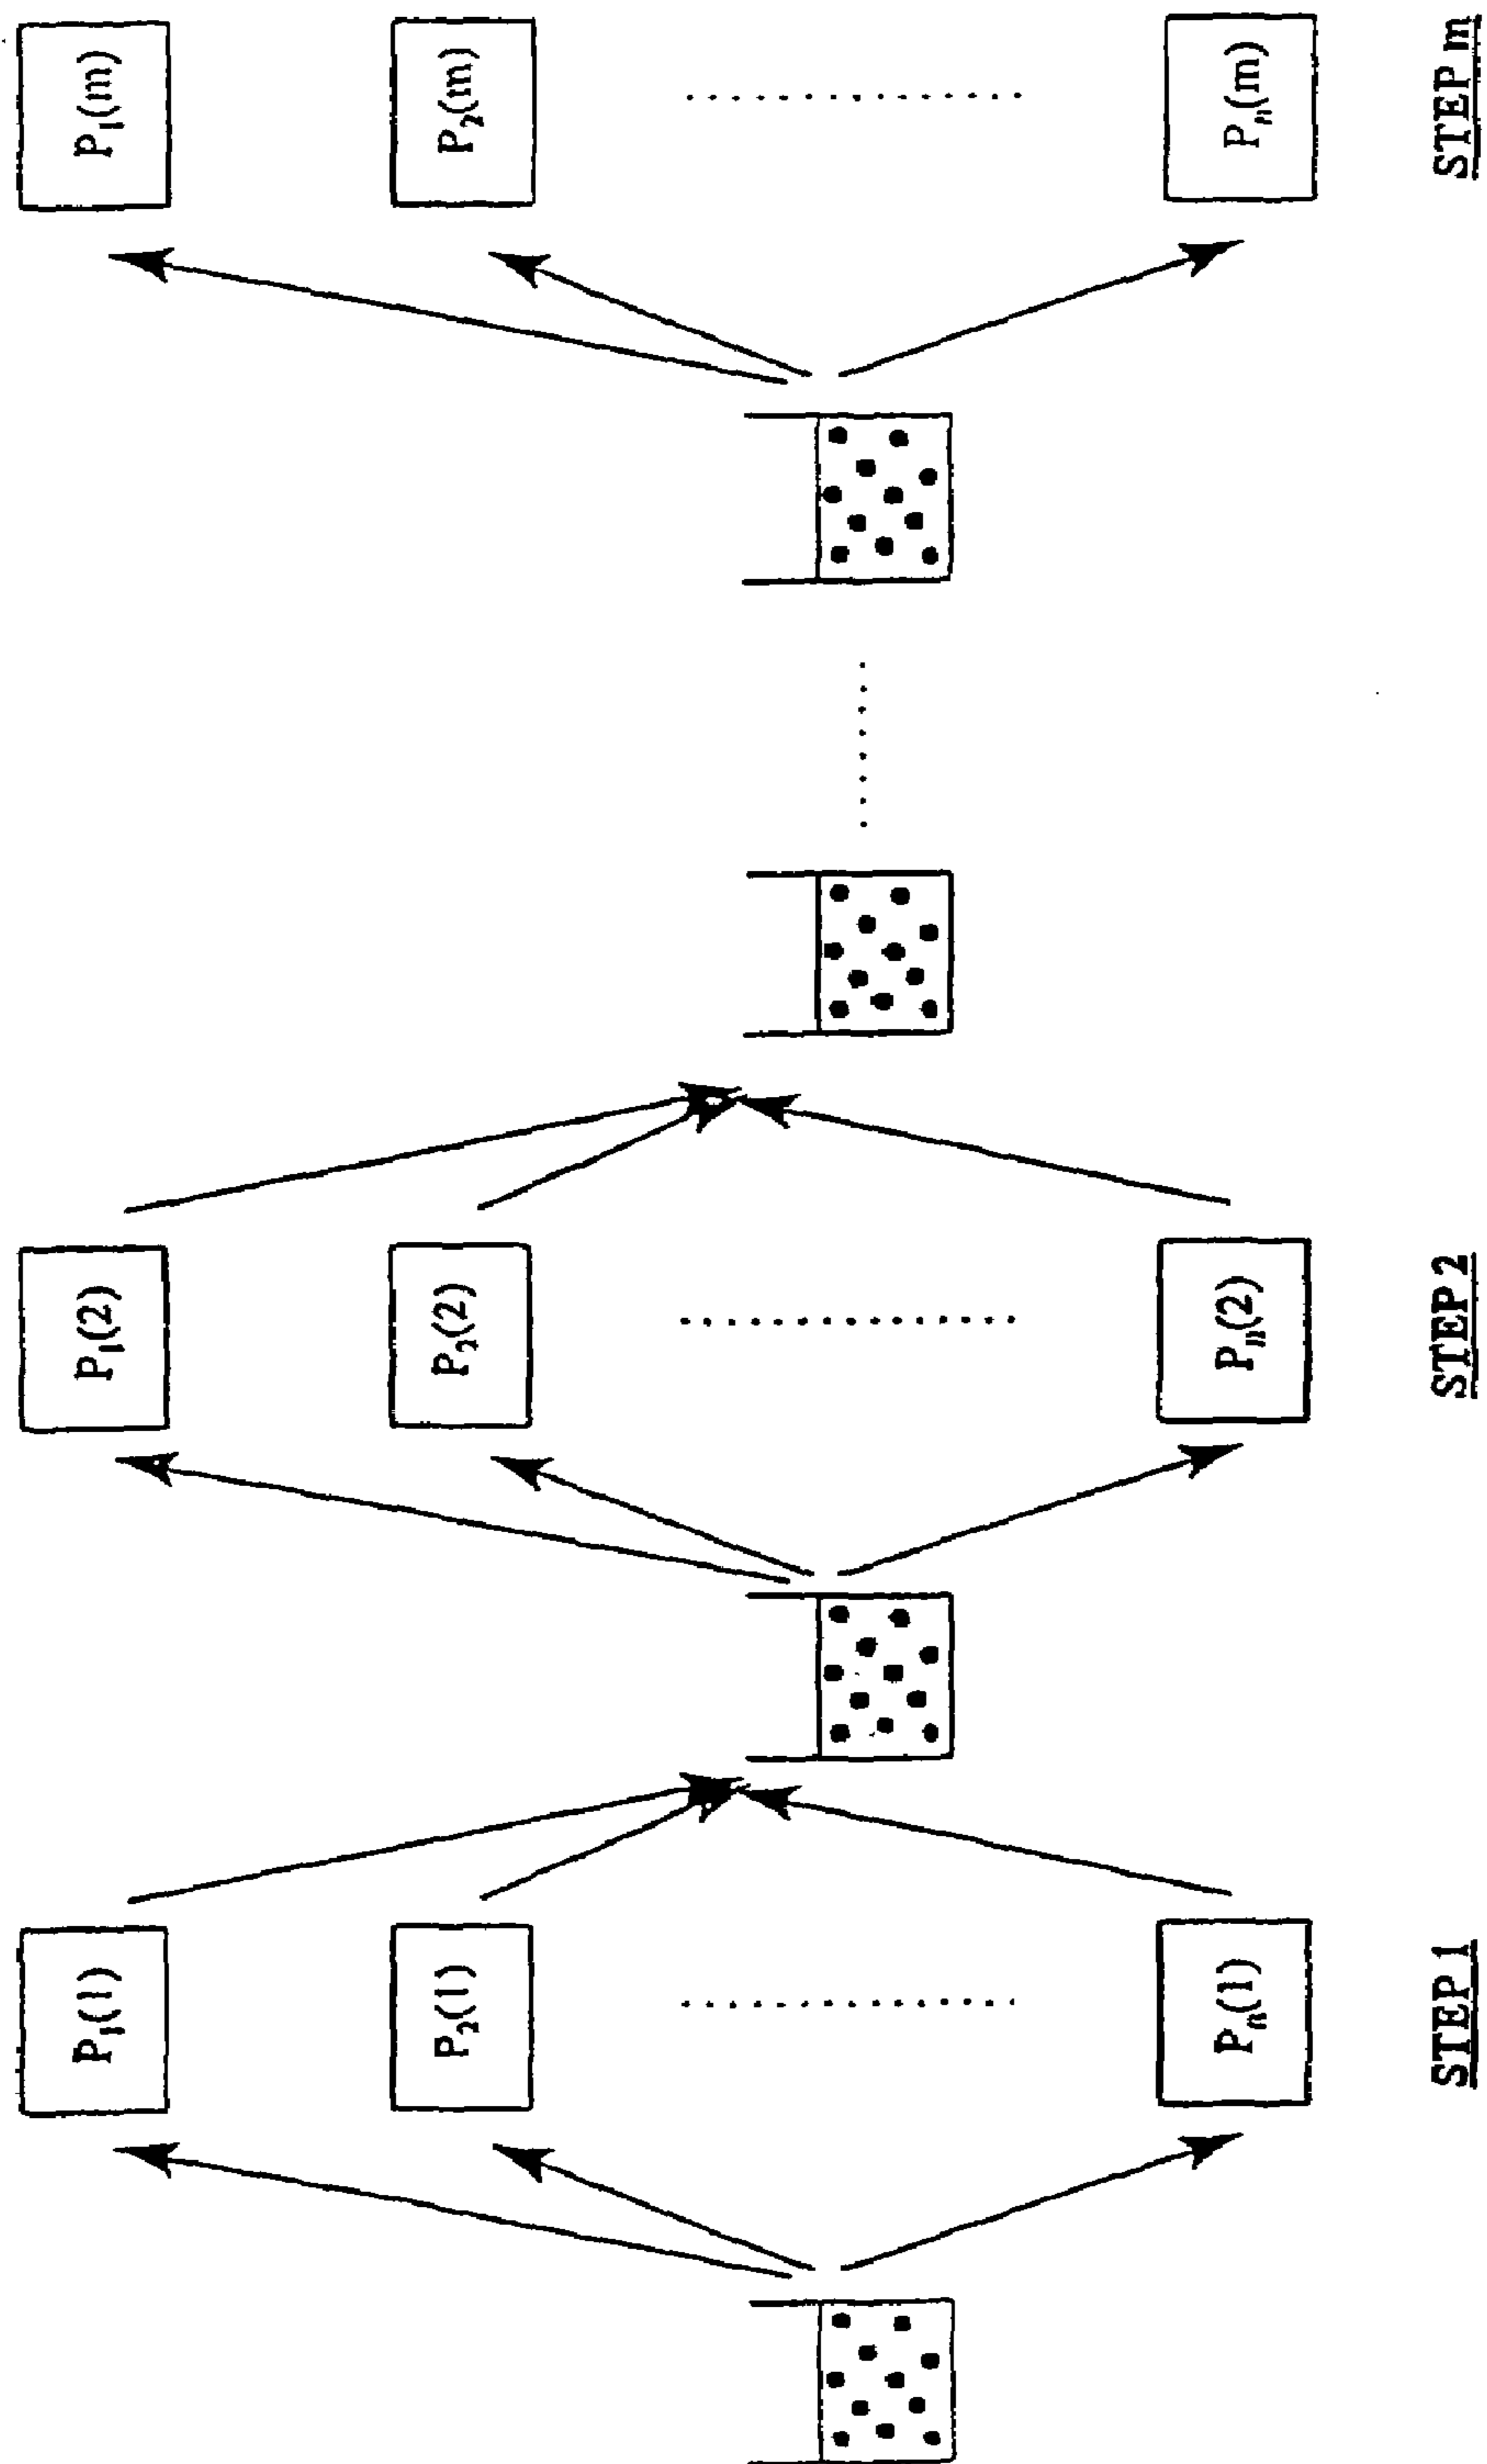 P₁(1)
P₂(1)
Pₙ(1)
STEP 1
P₁(2)
P₂(2)
Pₙ(2)
STEP 2
P₁(m)
P₂(m)
Pₙ(m)
STEP m